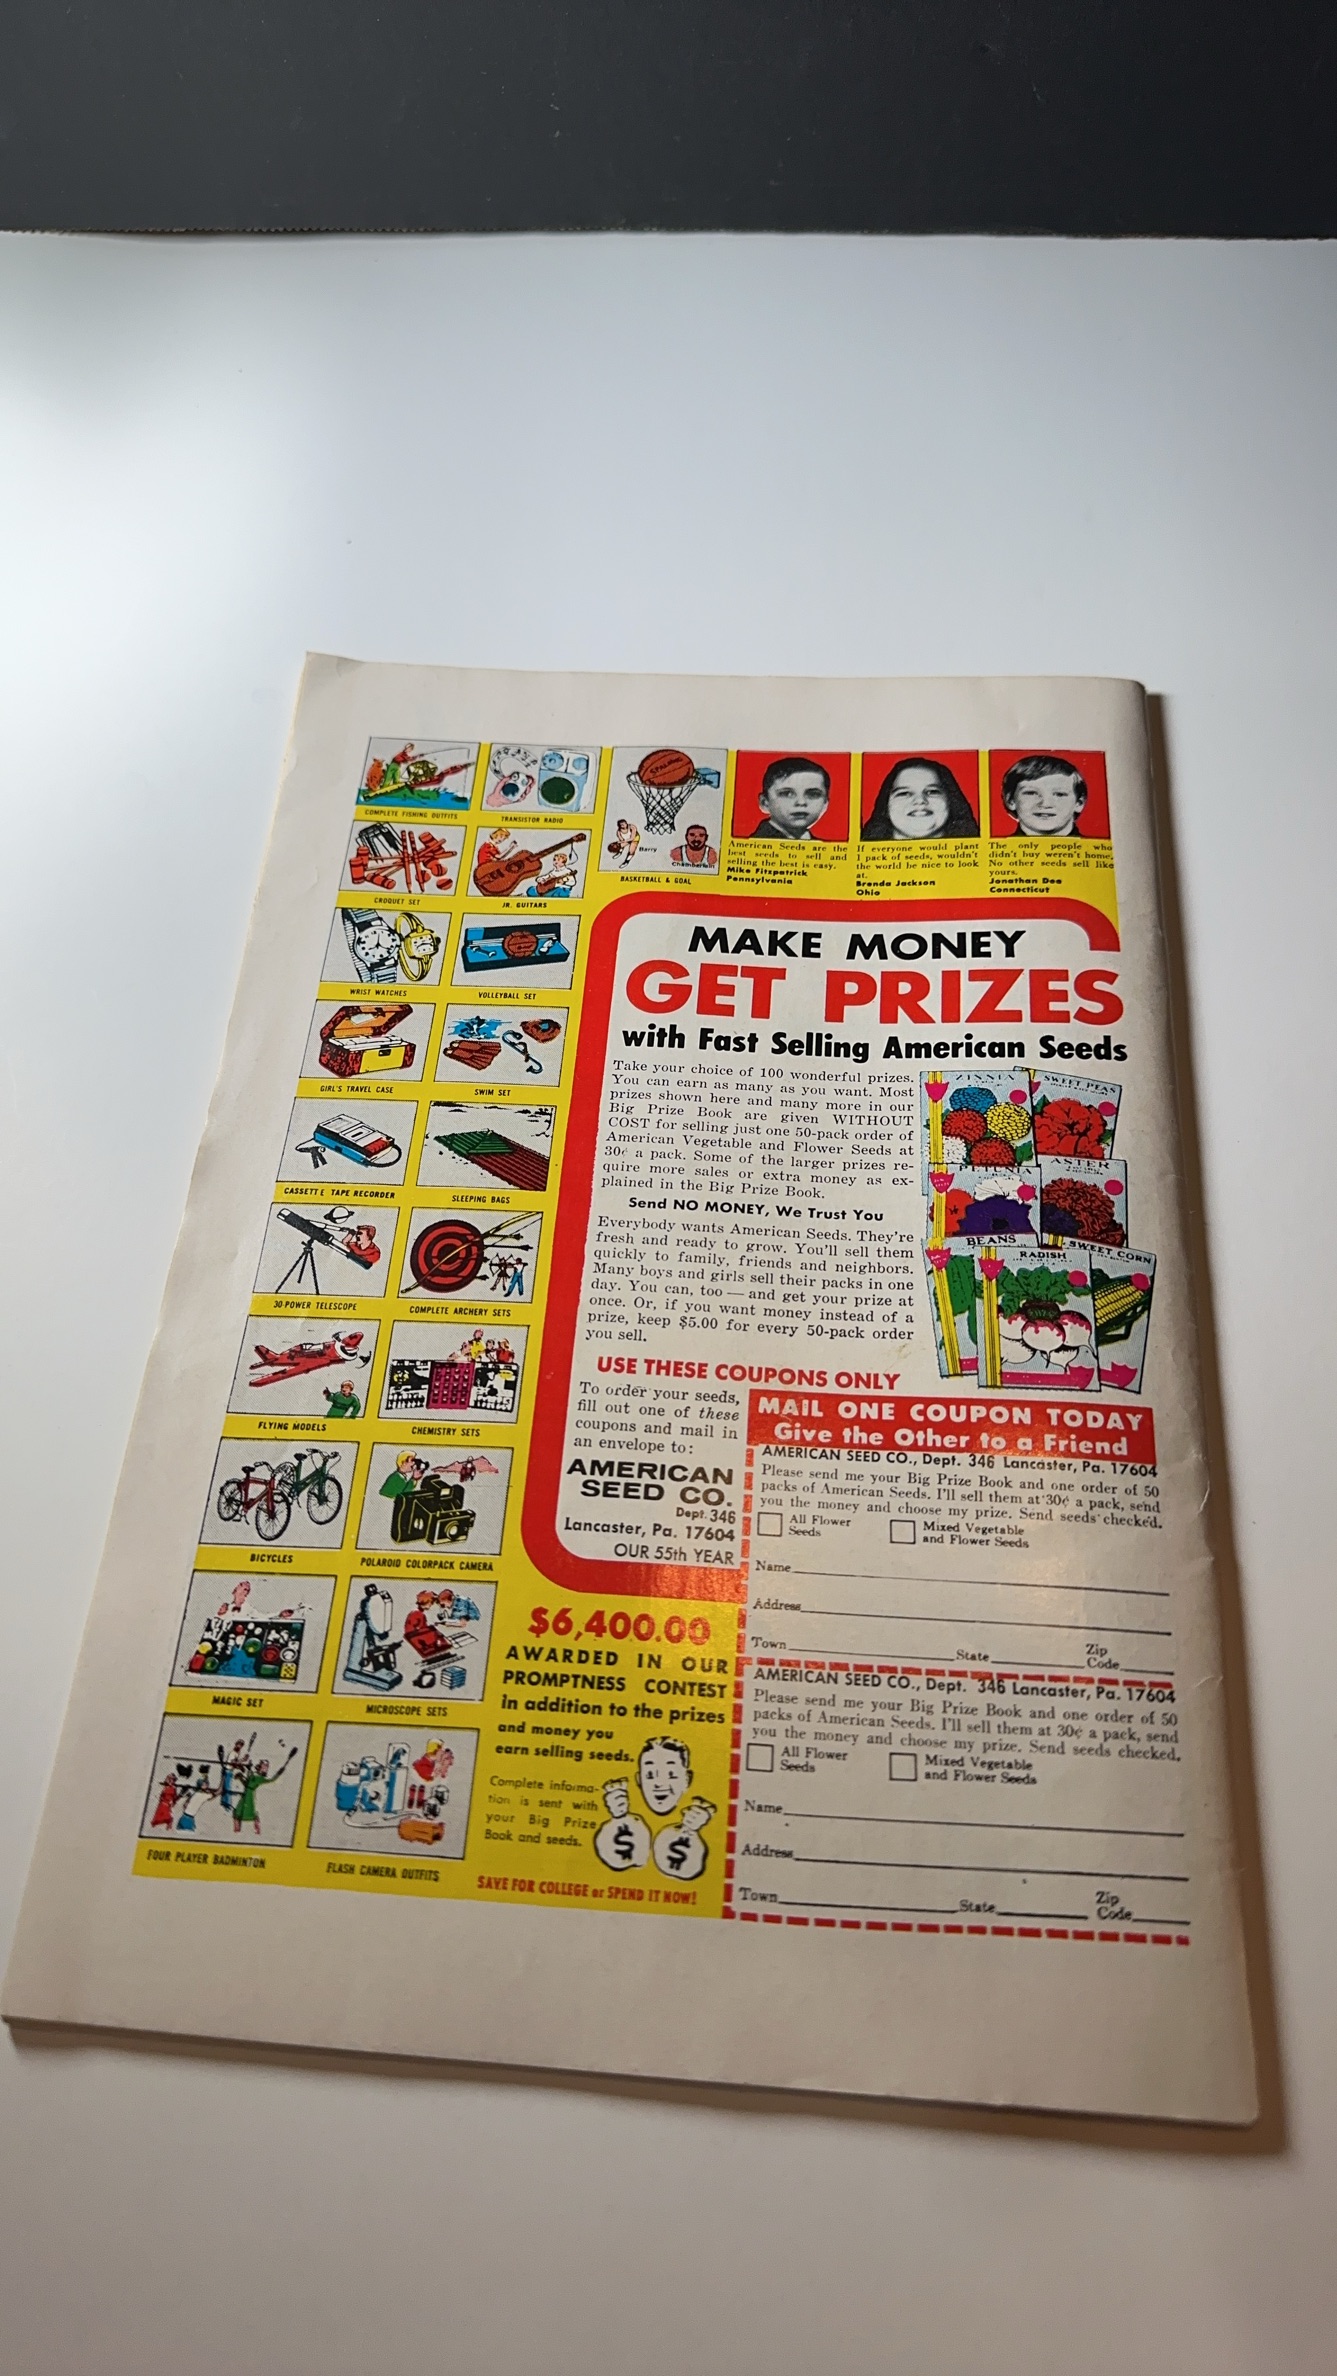 COMPLETE FISHING OUTFITS
TRANSISTOR RADIO
CROQUET SET
JR. GUITARS
SPALDING
Barry
Chamberlain
BASKETBALL & GOAL
WRIST WATCHES
VOLLEYBALL SET
GIRL'S TRAVEL CASE
SWIM SET
CASSETTE TAPE RECORDER
SLEEPING BAGS
30-POWER TELESCOPE
COMPLETE ARCHERY SETS
FLYING MODELS
CHEMISTRY SETS
BICYCLES
POLAROID COLORPACK CAMERA
MAGIC SET
MICROSCOPE SETS
FOUR PLAYER BADMINTON
FLASH CAMERA OUTFITS
American Seeds are the
best seeds to sell and
selling the best is easy.
Mike Fitzpatrick
Pennsylvania
If everyone would plant
1 pack of seeds, wouldn't
the world be nice to look
at.
Brenda Jackson
Ohio
The only people who
didn't buy weren't home.
No other seeds sell like
yours.
Jonathan Dee
Connecticut
MAKE MONEY
GET PRIZES
with Fast Selling American Seeds
Take your choice of 100 wonderful prizes.
You can earn as many as you want. Most
prizes shown here and many more in our
Big Prize Book are given WITHOUT
COST for selling just one 50-pack order of
American Vegetable and Flower Seeds at
30¢ a pack. Some of the larger prizes re-
quire more sales or extra money as ex-
plained in the Big Prize Book.
Send NO MONEY, We Trust You
Everybody wants American Seeds. They're
fresh and ready to grow. You'll sell them
quickly to family, friends and neighbors.
Many boys and girls sell their packs in one
day. You can, too — and get your prize at
once. Or, if you want money instead of a
prize, keep $5.00 for every 50-pack order
you sell.
ZINNIA
SWEET PEAS
PETUNIA
ASTER
BEANS
RADISH
SWEET CORN
USE THESE COUPONS ONLY
To order your seeds,
fill out one of these
coupons and mail in
an envelope to:
AMERICAN
SEED CO.
Dept. 346
Lancaster, Pa. 17604
OUR 55th YEAR
MAIL ONE COUPON TODAY
Give the Other to a Friend
AMERICAN SEED CO., Dept. 346 Lancaster, Pa. 17604
Please send me your Big Prize Book and one order of 50
packs of American Seeds. I'll sell them at 30¢ a pack, send
you the money and choose my prize. Send seeds checked.
All Flower
Seeds
Mixed Vegetable
and Flower Seeds
Name
Address
Town State Zip
Code
AMERICAN SEED CO., Dept. 346 Lancaster, Pa. 17604
Please send me your Big Prize Book and one order of 50
packs of American Seeds. I'll sell them at 30¢ a pack, send
you the money and choose my prize. Send seeds checked.
All Flower
Seeds
Mixed Vegetable
and Flower Seeds
Name
Address
Town State Zip
Code
$6,400.00
AWARDED IN OUR
PROMPTNESS CONTEST
in addition to the prizes
and money you
earn selling seeds.
Complete informa-
tion is sent with
your Big Prize
Book and seeds.
$ $
SAVE FOR COLLEGE or SPEND IT NOW!